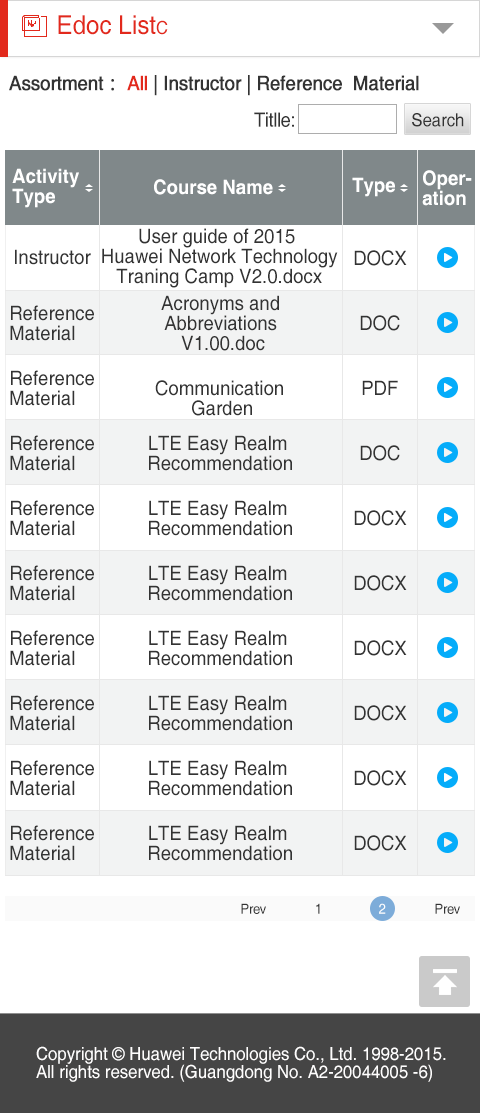 Edoc Listc
Assortment : All | Instructor | Reference Material
Titlle:
Search
Activity
Type
Course Name
Type
Oper-
ation
Instructor
User guide of 2015
Huawei Network Technology
Traning Camp V2.0.docx
DOCX
Reference
Material
Acronyms and
Abbreviations
V1.00.doc
DOC
Reference
Material
Communication
Garden
PDF
Reference
Material
LTE Easy Realm
Recommendation
DOC
Reference
Material
LTE Easy Realm
Recommendation
DOCX
Reference
Material
LTE Easy Realm
Recommendation
DOCX
Reference
Material
LTE Easy Realm
Recommendation
DOCX
Reference
Material
LTE Easy Realm
Recommendation
DOCX
Reference
Material
LTE Easy Realm
Recommendation
DOCX
Reference
Material
LTE Easy Realm
Recommendation
DOCX
Prev 1 2 Prev
Copyright © Huawei Technologies Co., Ltd. 1998-2015.
All rights reserved. (Guangdong No. A2-20044005 -6)